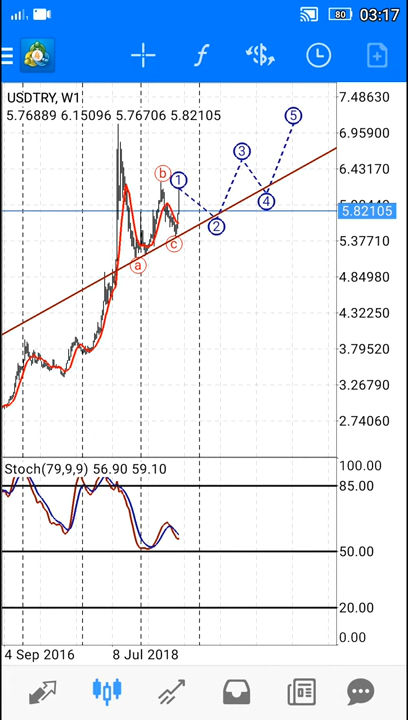 80 03:17
f $
USDTRY, W1
5.76889 6.15096 5.76706 5.82105
7.48630
6.95900
6.43170
5.82105
5.37710
4.84980
4.32250
3.79520
3.26790
2.74060
b 1 a c 2 3 4 5
Stoch(79,9,9) 56.90 59.10
100.00
85.00
50.00
20.00
0.00
4 Sep 2016 8 Jul 2018